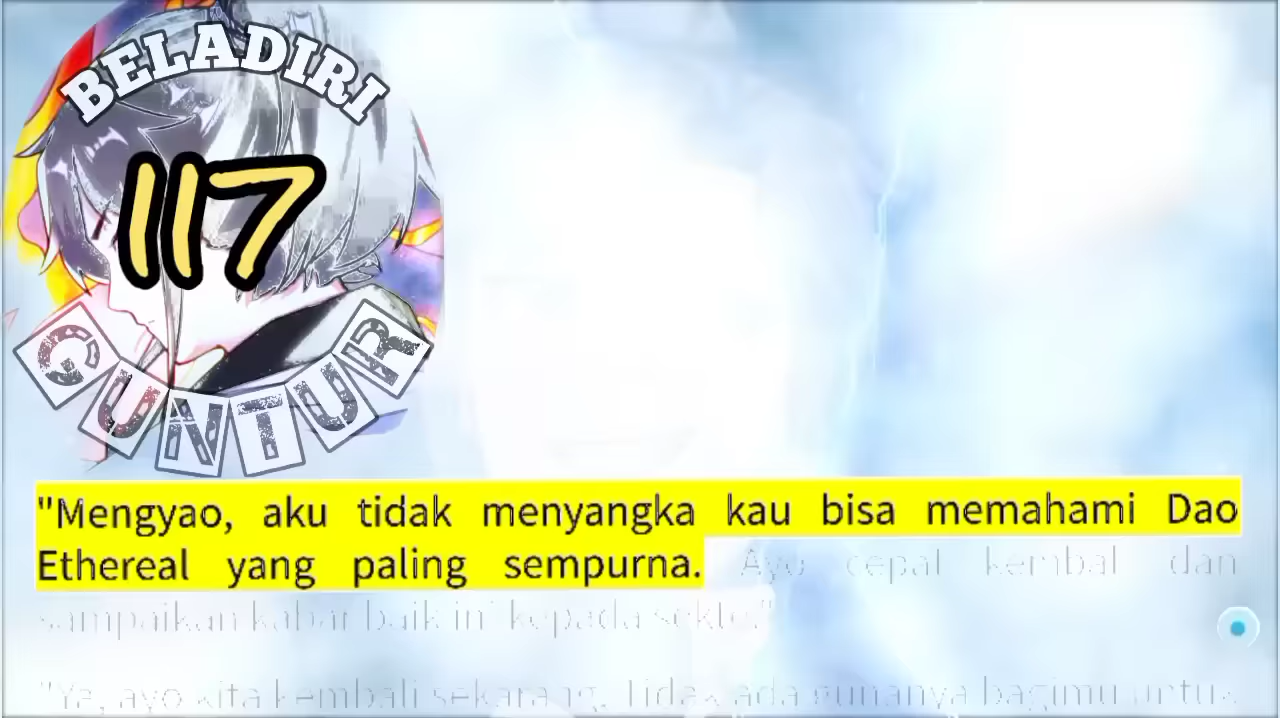 BELADIRI
117
GUNTUR
"Mengyao, aku tidak menyangka kau bisa memahami Dao
Ethereal yang paling sempurna. Ayo cepat kembali dan
sampaikan kabar baik ini kepada sekte."
"Ya, ayo kita kembali sekarang. Tidak ada gunanya bagimu untuk